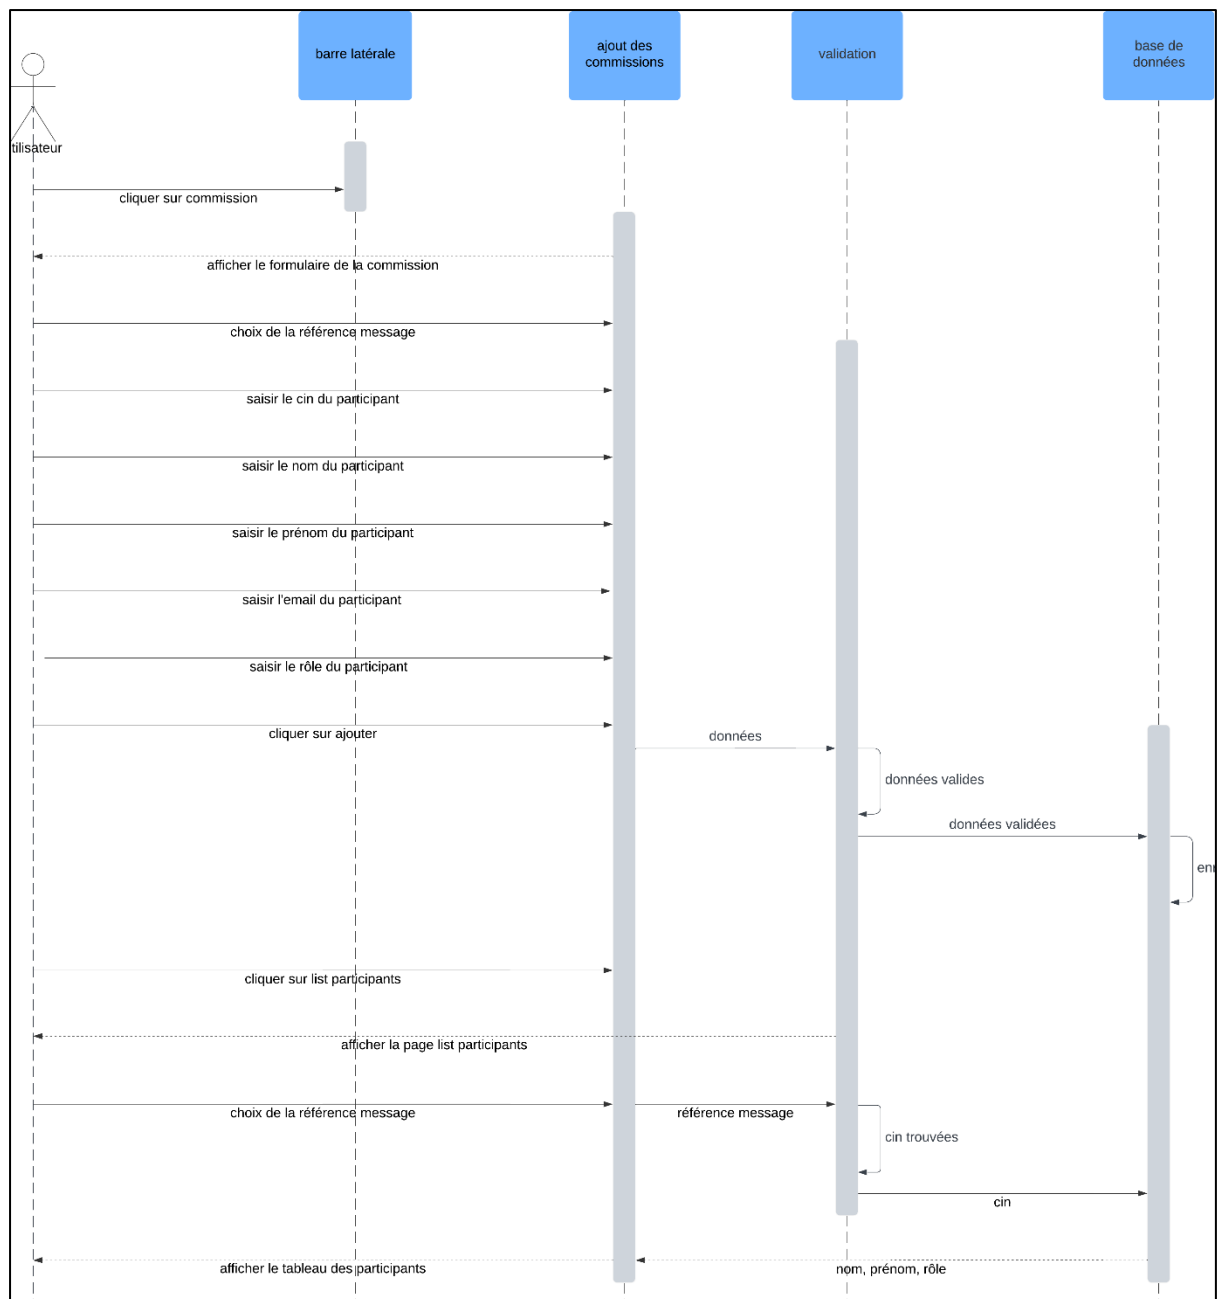 barre latérale
ajout des
commissions
validation
base de
données
tilisateur
cliquer sur commission
afficher le formulaire de la commission
choix de la référence message
saisir le cin du participant
saisir le nom du participant
saisir le prénom du participant
saisir l'email du participant
saisir le rôle du participant
cliquer sur ajouter
données
données valides
données validées
enr
cliquer sur list participants
afficher la page list participants
choix de la référence message
référence message
cin trouvées
cin
afficher le tableau des participants
nom, prénom, rôle